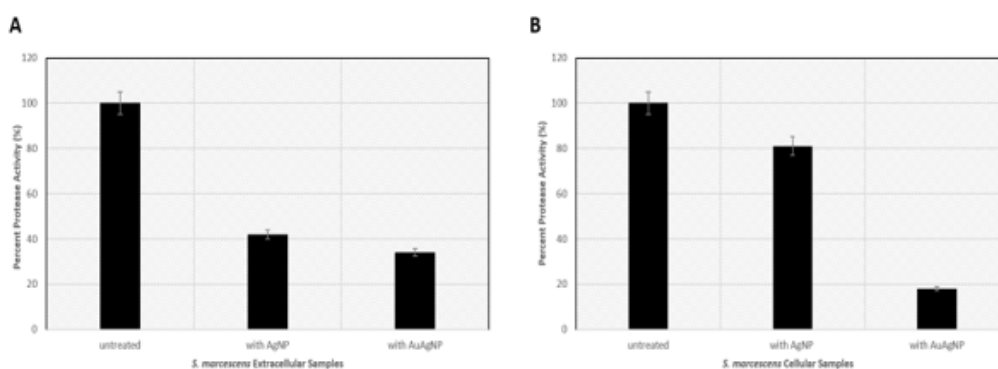 A
120
100
80
60
40
20
0
Percent Protease Activity (%)
untreated
with AgNP
with AuAgNP
S. marcescens Extracellular Samples
B
120
100
80
60
40
20
0
Percent Protease Activity (%)
untreated
with AgNP
with AuAgNP
S. marcescens Cellular Samples